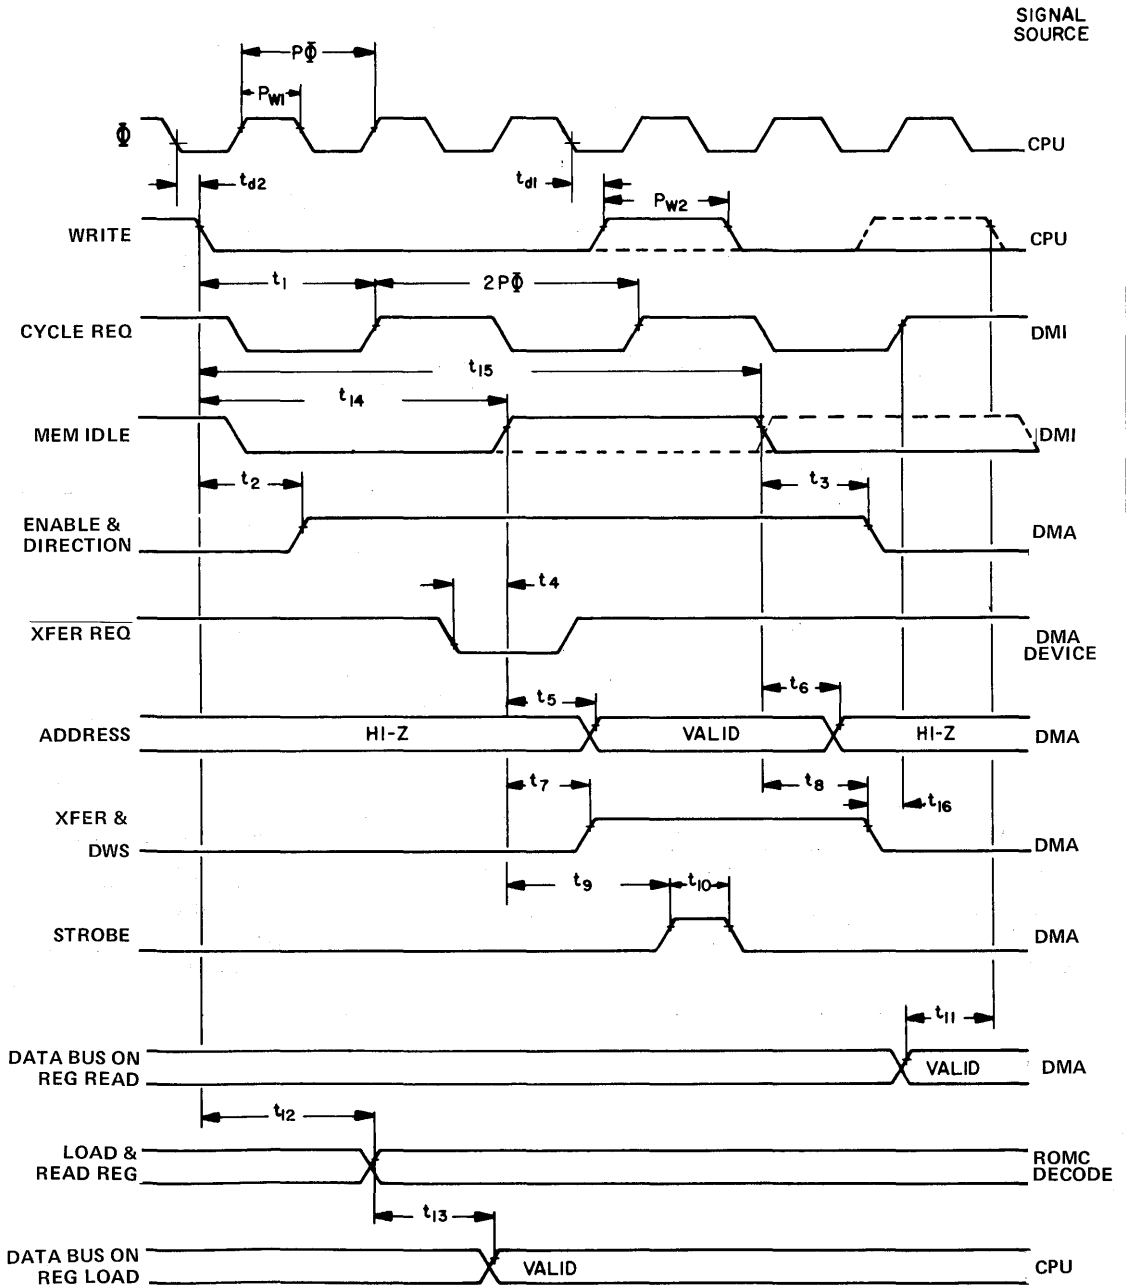 SIGNAL
SOURCE
PΦ
PW1
Φ
CPU
td2
td1
PW2
WRITE
CPU
t1
2PΦ
CYCLE REQ
DMI
t15
t14
MEM IDLE
DMI
t2
t3
ENABLE &
DIRECTION
DMA
t4
XFER REQ
DMA
DEVICE
t5
t6
ADDRESS
HI-Z
VALID
HI-Z
DMA
t7
t8
t16
XFER &
DWS
DMA
t9
t10
STROBE
DMA
t11
DATA BUS ON
REG READ
VALID
DMA
t12
LOAD &
READ REG
ROMC
DECODE
t13
DATA BUS ON
REG LOAD
VALID
CPU